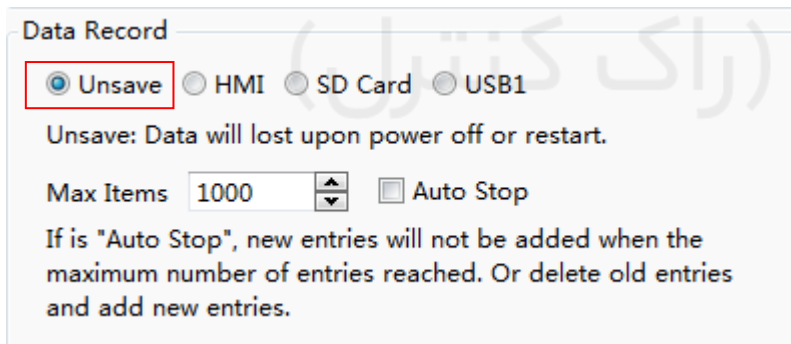 Data Record
(راک کنترل)
Unsave HMI SD Card USB1
Unsave: Data will lost upon power off or restart.
Max Items 1000 Auto Stop
If is "Auto Stop", new entries will not be added when the
maximum number of entries reached. Or delete old entries
and add new entries.